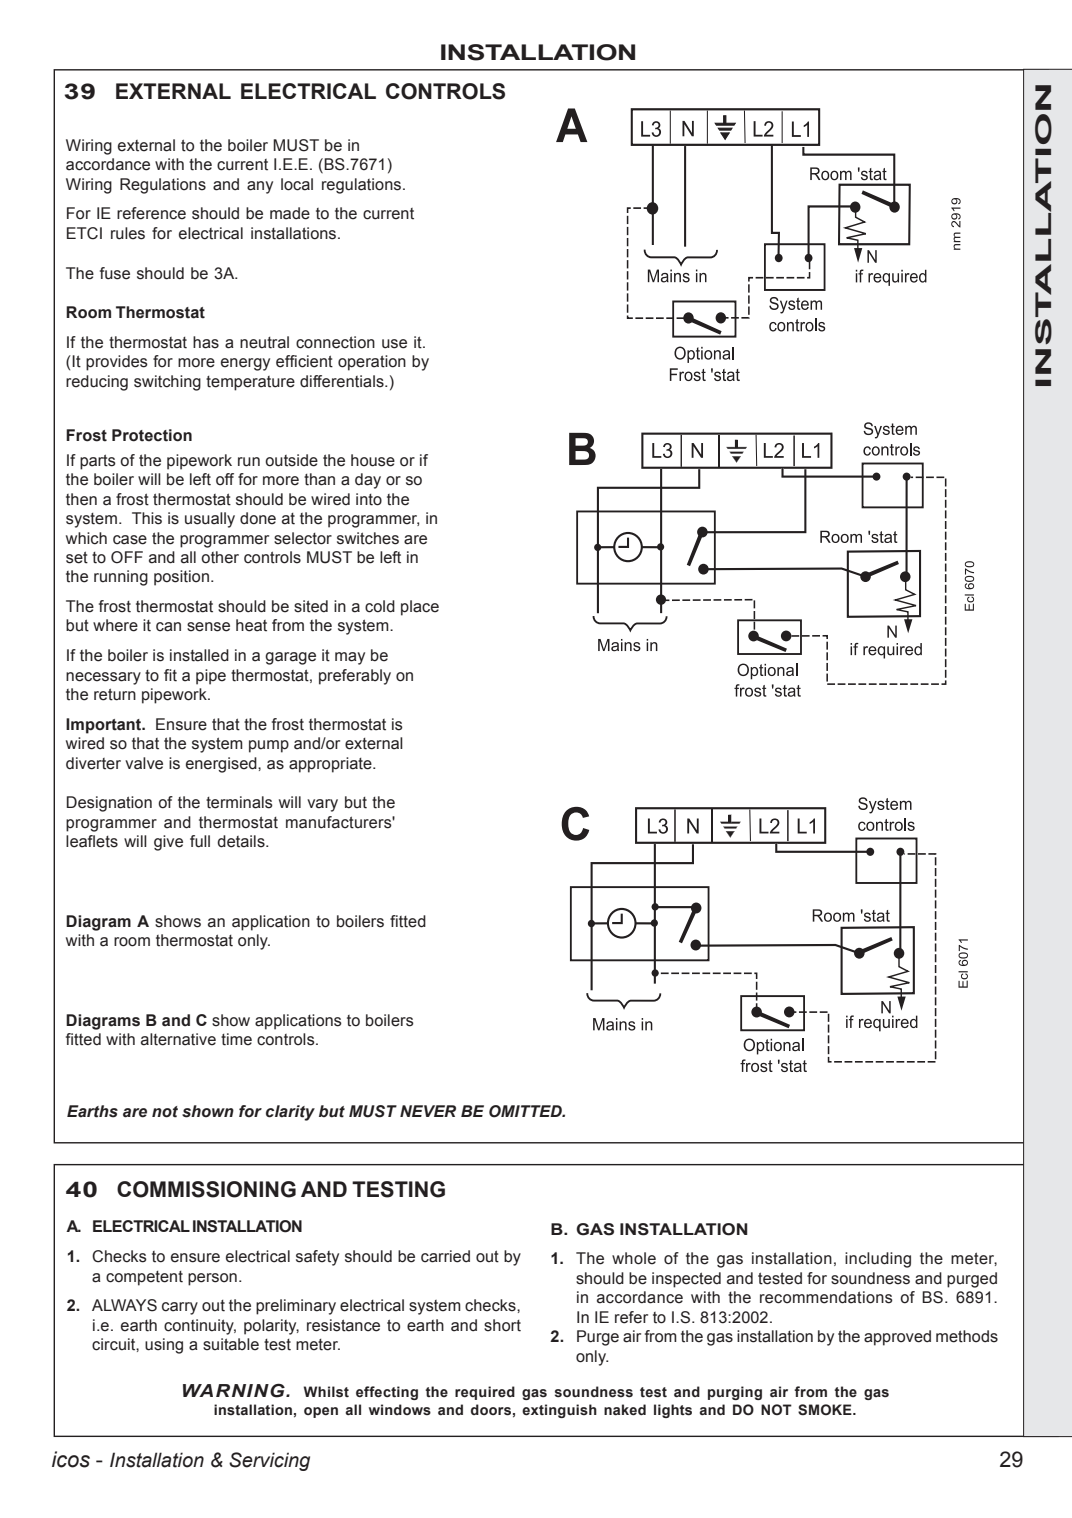 INSTALLATION
39 EXTERNAL ELECTRICAL CONTROLS
Wiring external to the boiler MUST be in
accordance with the current I.E.E. (BS.7671)
Wiring Regulations and any local regulations.
For IE reference should be made to the current
ETCI rules for electrical installations.
The fuse should be 3A.
Room Thermostat
If the thermostat has a neutral connection use it.
(It provides for more energy efficient operation by
reducing switching temperature differentials.)
Frost Protection
If parts of the pipework run outside the house or if
the boiler will be left off for more than a day or so
then a frost thermostat should be wired into the
system. This is usually done at the programmer, in
which case the programmer selector switches are
set to OFF and all other controls MUST be left in
the running position.
The frost thermostat should be sited in a cold place
but where it can sense heat from the system.
If the boiler is installed in a garage it may be
necessary to fit a pipe thermostat, preferably on
the return pipework.
Important. Ensure that the frost thermostat is
wired so that the system pump and/or external
diverter valve is energised, as appropriate.
Designation of the terminals will vary but the
programmer and thermostat manufacturers'
leaflets will give full details.
Diagram A shows an application to boilers fitted
with a room thermostat only.
Diagrams B and C show applications to boilers
fitted with alternative time controls.
Earths are not shown for clarity but MUST NEVER BE OMITTED.
A
L3 N L2 L1
Room 'stat
N
if required
Mains in
System
controls
Optional
Frost 'stat
nm 2919
B
L3 N L2 L1
System
controls
Room 'stat
N
if required
Mains in
Optional
frost 'stat
Ecl 6070
C
L3 N L2 L1
System
controls
Room 'stat
N
if required
Mains in
Optional
frost 'stat
Ecl 6071
INSTALLATION
40 COMMISSIONING AND TESTING
A. ELECTRICAL INSTALLATION
1. Checks to ensure electrical safety should be carried out by
a competent person.
2. ALWAYS carry out the preliminary electrical system checks,
i.e. earth continuity, polarity, resistance to earth and short
circuit, using a suitable test meter.
B. GAS INSTALLATION
1. The whole of the gas installation, including the meter,
should be inspected and tested for soundness and purged
in accordance with the recommendations of BS. 6891.
In IE refer to I.S. 813:2002.
2. Purge air from the gas installation by the approved methods
only.
WARNING. Whilst effecting the required gas soundness test and purging air from the gas
installation, open all windows and doors, extinguish naked lights and DO NOT SMOKE.
icos - Installation & Servicing
29